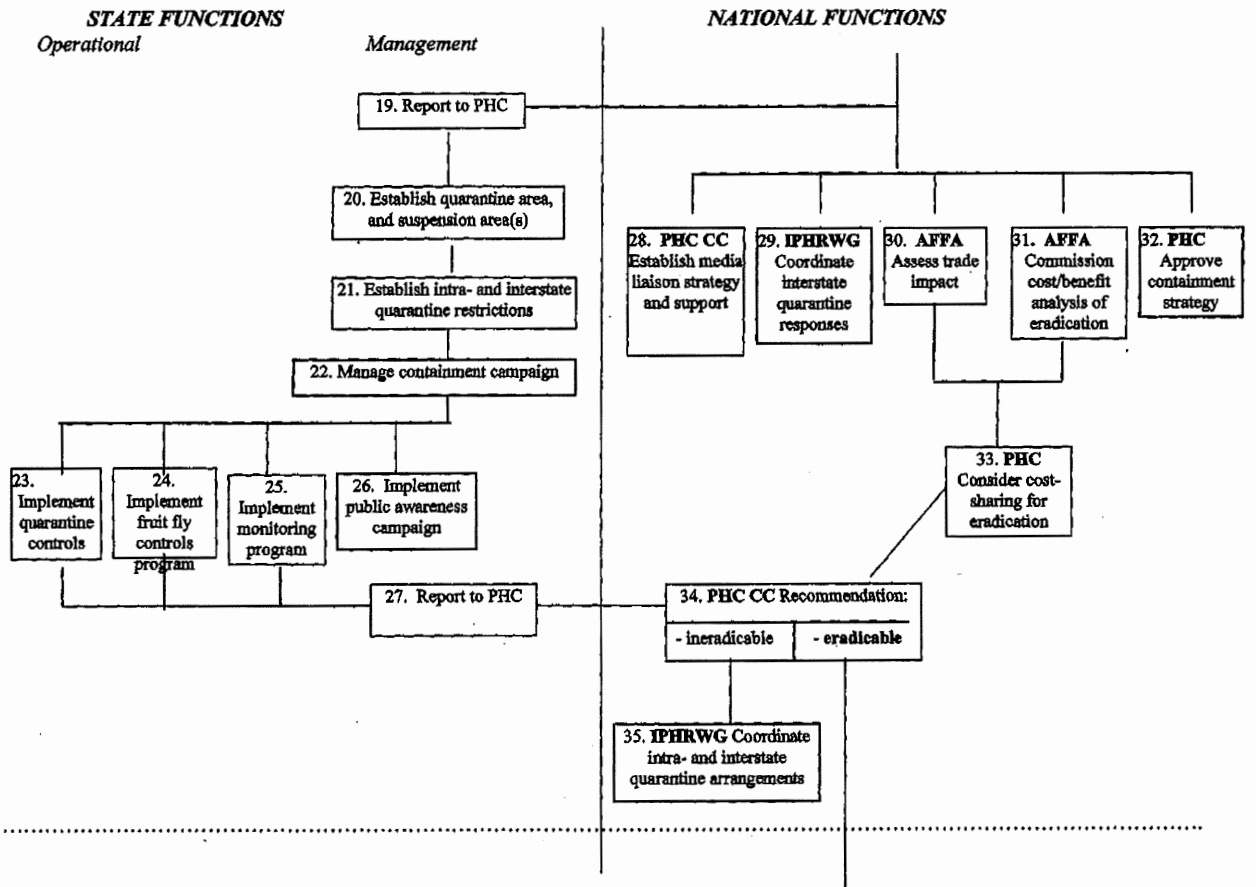 STATE FUNCTIONS
NATIONAL FUNCTIONS
Operational
Management
19. Report to PHC
20. Establish quarantine area,
and suspension area(s)
21. Establish intra- and interstate
quarantine restrictions
22. Manage containment campaign
23.
Implement
quarantine
controls
24.
Implement
fruit fly
controls
program
25.
Implement
monitoring
program
26. Implement
public awareness
campaign
27. Report to PHC
28. PHC CC
Establish media
liaison strategy
and support
29. IPHRWG
Coordinate
interstate
quarantine
responses
30. AFFA
Assess trade
impact
31. AFFA
Commission
cost/benefit
analysis of
eradication
32. PHC
Approve
containment
strategy
33. PHC
Consider cost-
sharing for
eradication
34. PHC CC Recommendation:
- ineradicable
- eradicable
35. IPHRWG Coordinate
intra- and interstate
quarantine arrangements